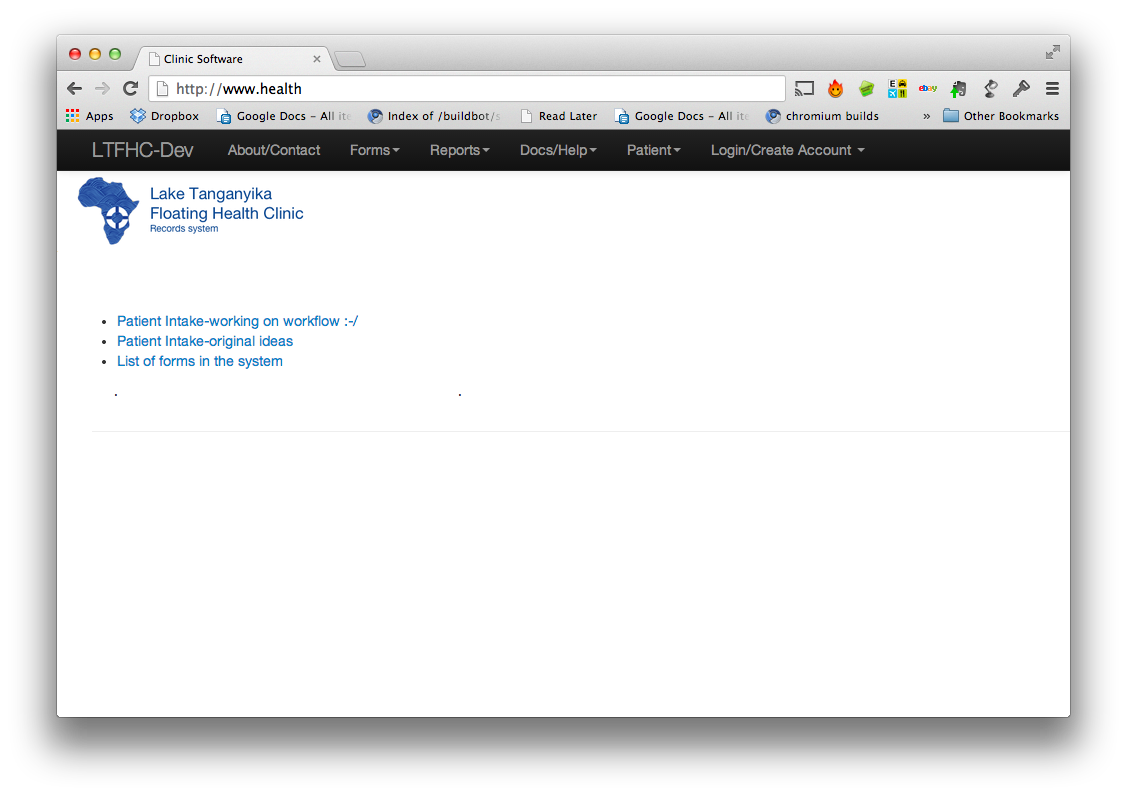 Clinic Software
http://www.health
Apps Dropbox Google Docs – All ite Index of /buildbot/s Read Later Google Docs – All ite chromium builds » Other Bookmarks
LTFHC-Dev About/Contact Forms Reports Docs/Help Patient Login/Create Account
Lake Tanganyika
Floating Health Clinic
Records system
Patient Intake-working on workflow :-/
Patient Intake-original ideas
List of forms in the system